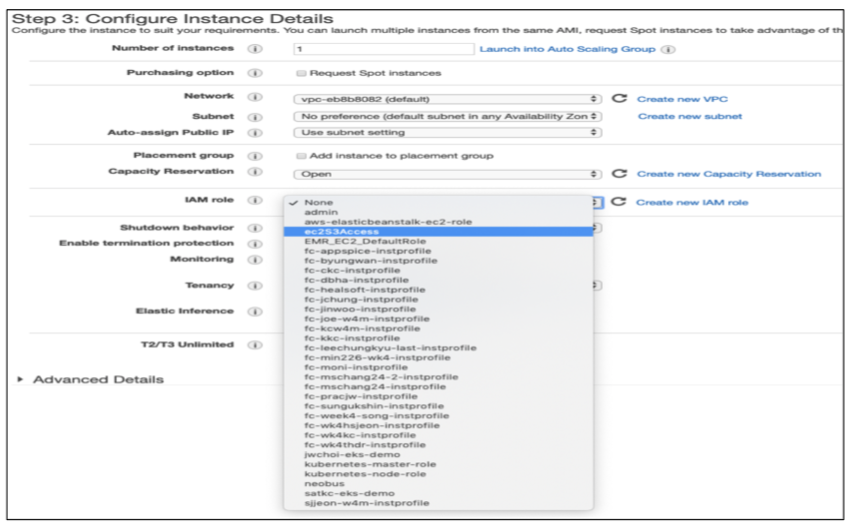 Step 3: Configure Instance Details
Configure the instance to suit your requirements. You can launch multiple instances from the same AMI, request Spot instances to take advantage of th
Number of instances 1 Launch into Auto Scaling Group
Purchasing option Request Spot instances
Network vpc-eb8b8082 (default) Create new VPC
Subnet No preference (default subnet in any Availability Zon Create new subnet
Auto-assign Public IP Use subnet setting
Placement group Add instance to placement group
Capacity Reservation Open Create new Capacity Reservation
IAM role ✓ None Create new IAM role
admin
aws-elasticbeanstalk-ec2-role
Shutdown behavior ec2S3Access
Enable termination protection EMR_EC2_DefaultRole
fc-appspice-instprofile
Monitoring fc-byungwan-instprofile
fc-ckc-instprofile
fc-dbha-instprofile
Tenancy fc-healsoft-instprofile
fc-jchung-instprofile
Elastic Inference fc-jinwoo-instprofile
fc-joe-w4m-instprofile
fc-kcw4m-instprofile
T2/T3 Unlimited fc-kkc-instprofile
fc-leechungkyu-last-instprofile
fc-min226-wk4-instprofile
fc-moni-instprofile
Advanced Details fc-mschang24-2-instprofile
fc-mschang24-instprofile
fc-pracjw-instprofile
fc-sungukshin-instprofile
fc-week4-song-instprofile
fc-wk4hsjeon-instprofile
fc-wk4kc-instprofile
fc-wk4thdr-instprofile
jwchoi-eks-demo
kubernetes-master-role
kubernetes-node-role
neobus
satkc-eks-demo
sjjeon-w4m-instprofile